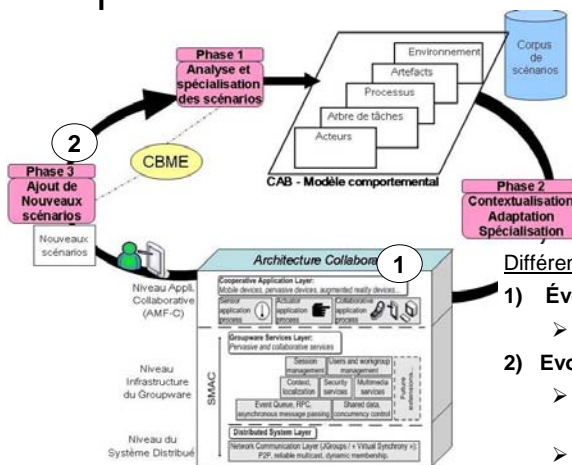 Phase 1
Analyse et
spécialisation
des scénarios
Environnement
Artefacts
Processus
Arbre de tâches
Acteurs
CAB - Modèle comportemental
Corpus
de
scénarios
2
CBME
Phase 3
Ajout de
Nouveaux
scénarios
Nouveaux
scénarios
Phase 2
Contextualisation
Adaptation
Spécialisation
Architecture Collabora
1
Niveau Appli.
Collaborative
(AMF-C)
Cooperative Application Layer:
Mobile devices, pervasive devices, augmented reality devices...
Sensor
application
process
Actuator
application
process
Collaborative
application
process
Niveau
Infrastructure
du Groupware
SMAC
Groupware Services Layer:
Pervasive and collaborative services
Session
management
Users and workgroup
management
Context,
localization
Security
services
Multimedia
services
Event Queue, RPC,
asynchronous message passing
Shared data,
concurrency control
Future
extensions...
Niveau du
Système Distribué
Distributed System Layer
Network Communication Layer (JGroups / « Virtual Synchrony »):
P2P, reliable multicast, dynamic membership.
Différen
1) Év
➢
2) Evo
➢
➢